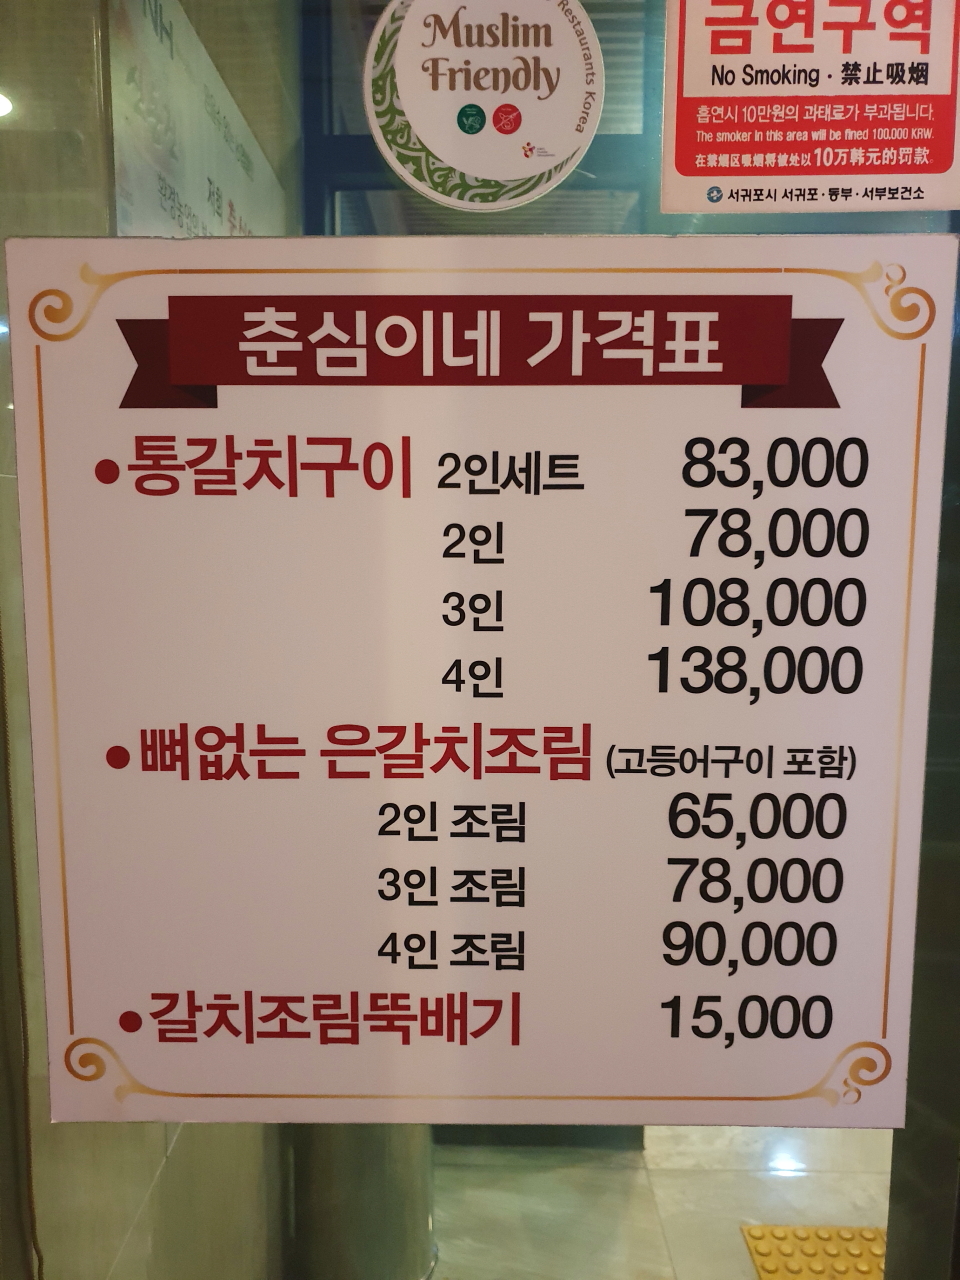 Muslim
Friendly
Restaurants Korea
금연구역
No Smoking · 禁止吸烟
흡연시 10만원의 과태료가 부과됩니다.
The smoker in this area will be fined 100,000 KRW.
在禁烟区吸烟将被处以 10万韩元的罚款.
서귀포시 서귀포·동부·서부보건소
NH
저희
춘심이네 가격표
●통갈치구이 2인세트 83,000
2인 78,000
3인 108,000
4인 138,000
●뼈없는 은갈치조림 (고등어구이 포함)
2인 조림 65,000
3인 조림 78,000
4인 조림 90,000
●갈치조림뚝배기 15,000